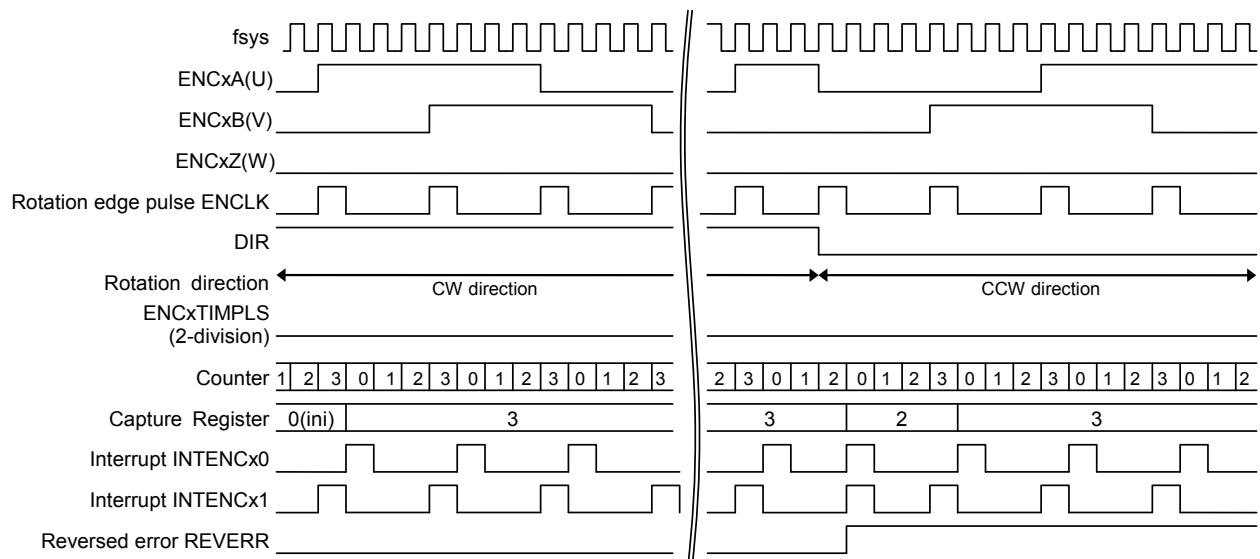 fsys
ENCxA(U)
ENCxB(V)
ENCxZ(W)
Rotation edge pulse ENCLK
DIR
Rotation direction CW direction CCW direction
ENCxTIMPLS
(2-division)
Counter 1 2 3 0 1 2 3 0 1 2 3 0 1 2 3 2 3 0 1 2 0 1 2 3 0 1 2 3 0 1 2 3 0 1 2
Capture Register 0(ini) 3 3 2 3
Interrupt INTENCx0
Interrupt INTENCx1
Reversed error REVERR